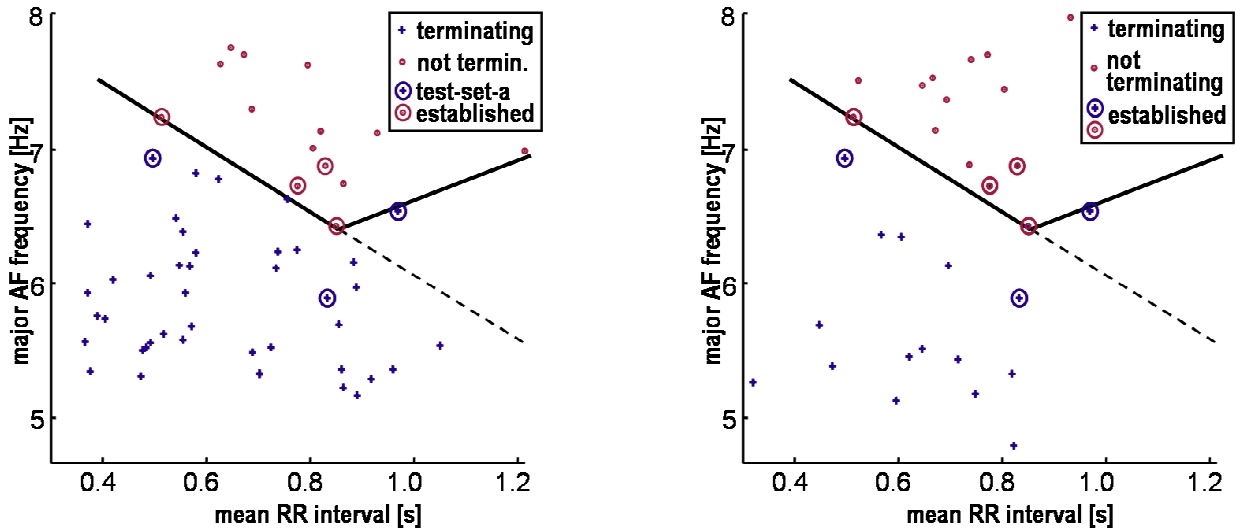 8
7
6
5
major AF frequency [Hz]
terminating
not termin.
test-set-a
established
0.4 0.6 0.8 1.0 1.2
mean RR interval [s]
8
7
6
5
major AF frequency [Hz]
terminating
not
terminating
established
0.4 0.6 0.8 1.0 1.2
mean RR interval [s]